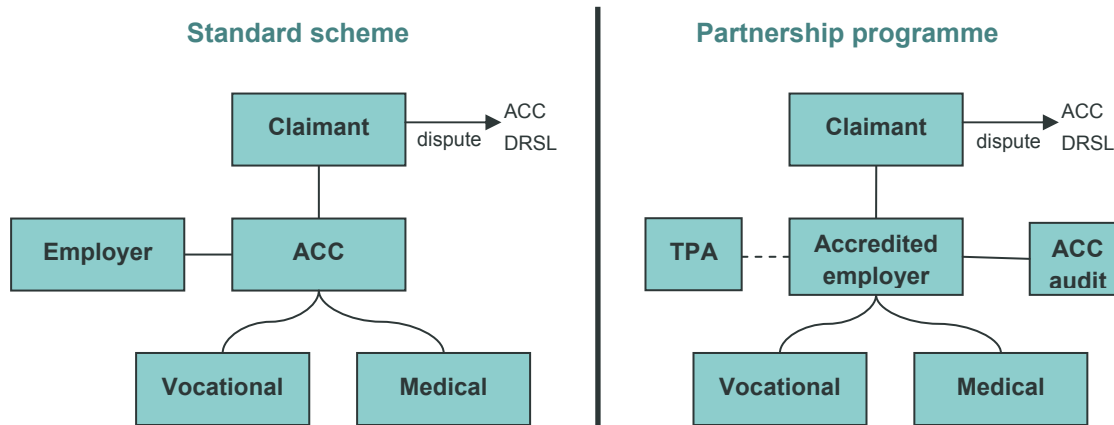 Standard scheme
Claimant
dispute
ACC
DRSL
Employer
ACC
Vocational
Medical
Partnership programme
Claimant
dispute
ACC
DRSL
TPA
Accredited
employer
ACC
audit
Vocational
Medical